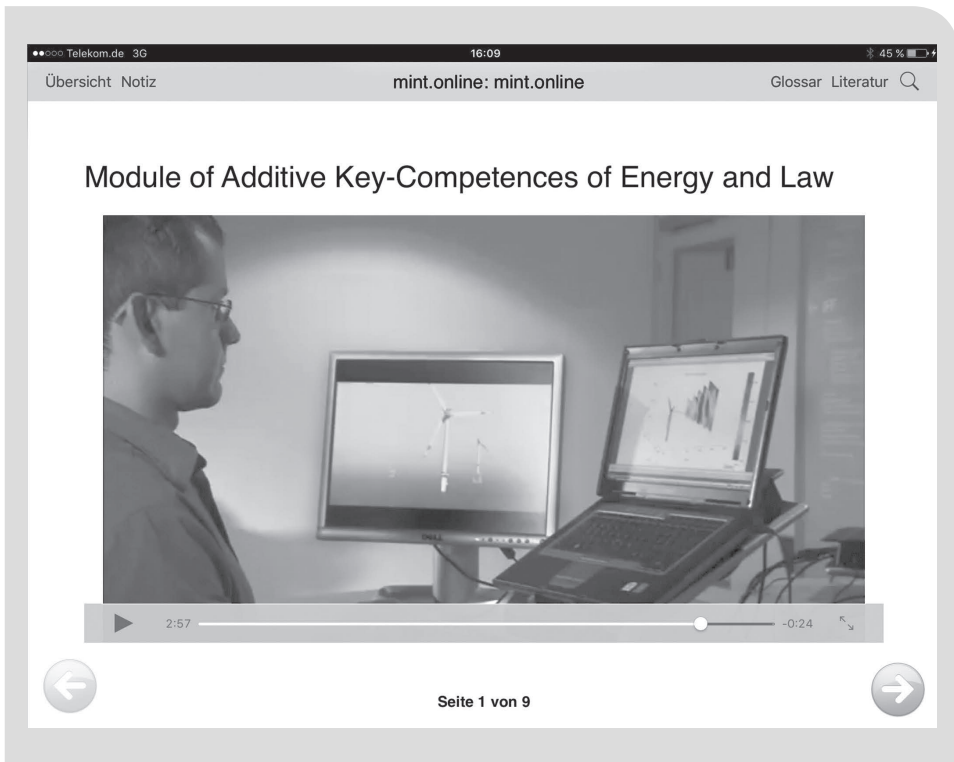 ●●○○○ Telekom.de 3G 16:09 45 %
Übersicht Notiz mint.online: mint.online Glossar Literatur
Module of Additive Key-Competences of Energy and Law
DELL
2:57 -0:24
Seite 1 von 9